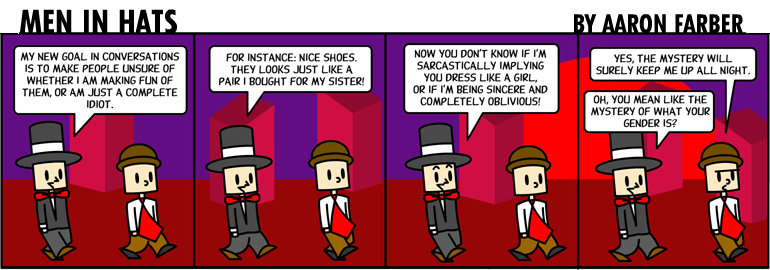 MEN IN HATS
BY AARON FARBER
MY NEW GOAL IN CONVERSATIONS
IS TO MAKE PEOPLE UNSURE OF
WHETHER I AM MAKING FUN OF
THEM, OR AM JUST A COMPLETE
IDIOT.
FOR INSTANCE: NICE SHOES.
THEY LOOKS JUST LIKE A
PAIR I BOUGHT FOR MY SISTER!
NOW YOU DON'T KNOW IF I'M
SARCASTICALLY IMPLYING
YOU DRESS LIKE A GIRL,
OR IF I'M BEING SINCERE AND
COMPLETELY OBLIVIOUS!
YES, THE MYSTERY WILL
SURELY KEEP ME UP ALL NIGHT.
OH, YOU MEAN LIKE THE
MYSTERY OF WHAT YOUR
GENDER IS?